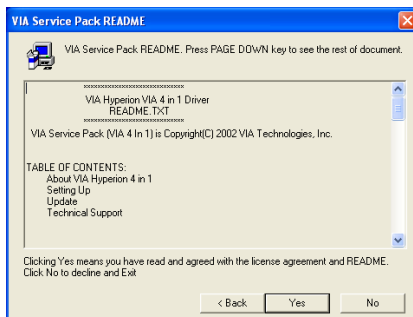 VIA Service Pack README
VIA Service Pack README. Press PAGE DOWN key to see the rest of document.
****************************
VIA Hyperion VIA 4 in 1 Driver
README.TXT
****************************
VIA Service Pack (VIA 4 In 1) is Copyright(C) 2002 VIA Technologies, Inc.
TABLE OF CONTENTS:
About VIA Hyperion 4 in 1
Setting Up
Update
Technical Support
Clicking Yes means you have read and agreed with the license agreement and README.
Click No to decline and Exit
< Back
Yes
No